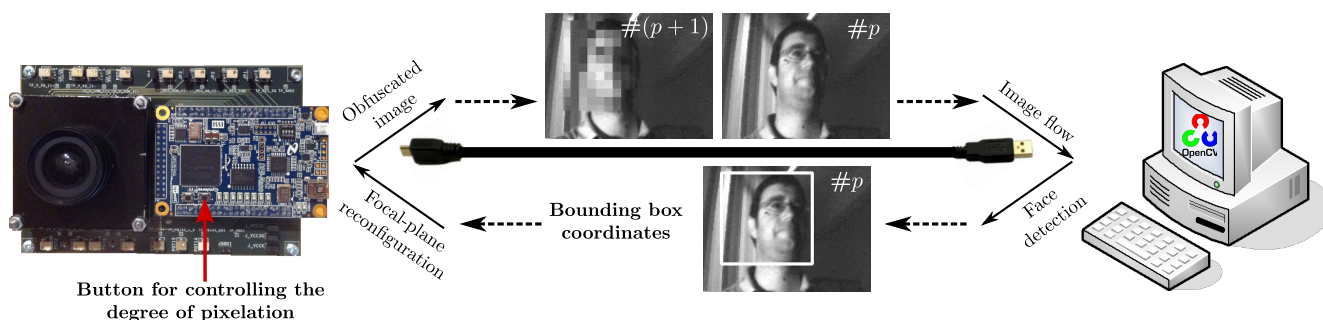 #(p + 1)
#p
Obfuscated
image
Image flow
OpenCV
#p
Focal-plane
reconfiguration
Bounding box
coordinates
Face
detection
Button for controlling the
degree of pixelation